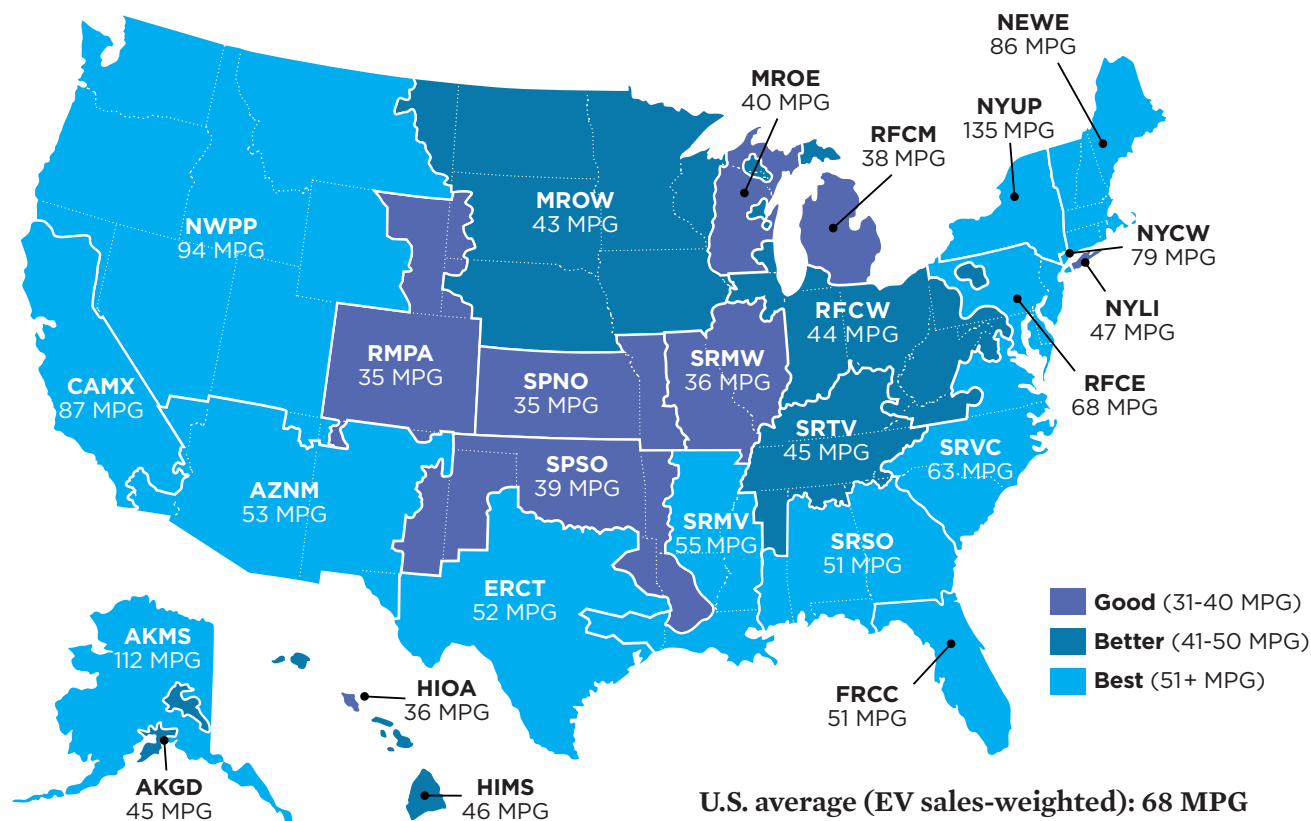 NEWE
86 MPG
MROE
40 MPG
NYUP
135 MPG
RFCM
38 MPG
MROW
43 MPG
NWPP
94 MPG
NYCW
79 MPG
NYLI
47 MPG
RFCW
44 MPG
RMPA
35 MPG
SRMW
36 MPG
SPNO
35 MPG
CAMX
87 MPG
RFCE
68 MPG
SRTV
45 MPG
SRVC
63 MPG
SPSO
39 MPG
AZNM
53 MPG
SRMV
55 MPG
SRSO
51 MPG
ERCT
52 MPG
Good (31-40 MPG)
Better (41-50 MPG)
Best (51+ MPG)
AKMS
112 MPG
HIOA
36 MPG
FRCC
51 MPG
AKGD
45 MPG
HIMS
46 MPG
U.S. average (EV sales-weighted): 68 MPG